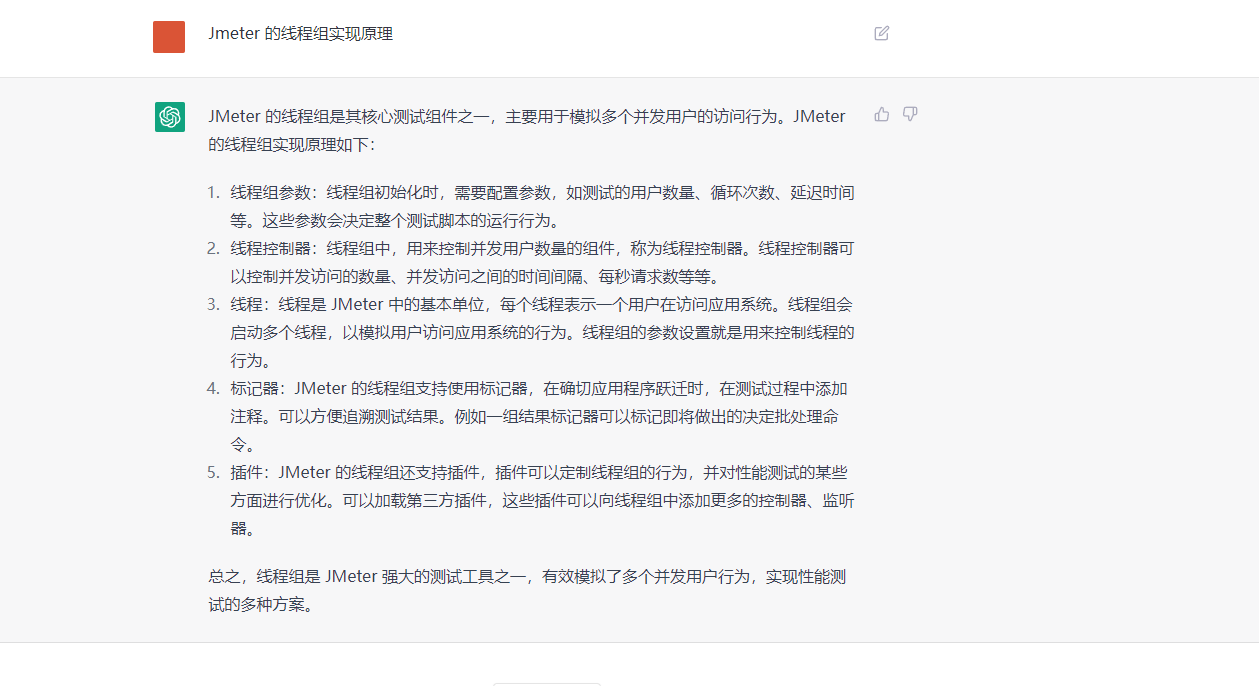 Jmeter 的线程组实现原理
JMeter 的线程组是其核心测试组件之一，主要用于模拟多个并发用户的访问行为。JMeter
的线程组实现原理如下：
1. 线程组参数：线程组初始化时，需要配置参数，如测试的用户数量、循环次数、延迟时间
等。这些参数会决定整个测试脚本的运行行为。
2. 线程控制器：线程组中，用来控制并发用户数量的组件，称为线程控制器。线程控制器可
以控制并发访问的数量、并发访问之间的时间间隔、每秒请求数等等。
3. 线程：线程是 JMeter 中的基本单位，每个线程表示一个用户在访问应用系统。线程组会
启动多个线程，以模拟用户访问应用系统的行为。线程组的参数设置就是用来控制线程的
行为。
4. 标记器：JMeter 的线程组支持使用标记器，在确切应用程序跃迁时，在测试过程中添加
注释。可以方便追溯测试结果。例如一组结果标记器可以标记即将做出的决定批处理命
令。
5. 插件：JMeter 的线程组还支持插件，插件可以定制线程组的行为，并对性能测试的某些
方面进行优化。可以加载第三方插件，这些插件可以向线程组中添加更多的控制器、监听
器。
总之，线程组是 JMeter 强大的测试工具之一，有效模拟了多个并发用户行为，实现性能测
试的多种方案。